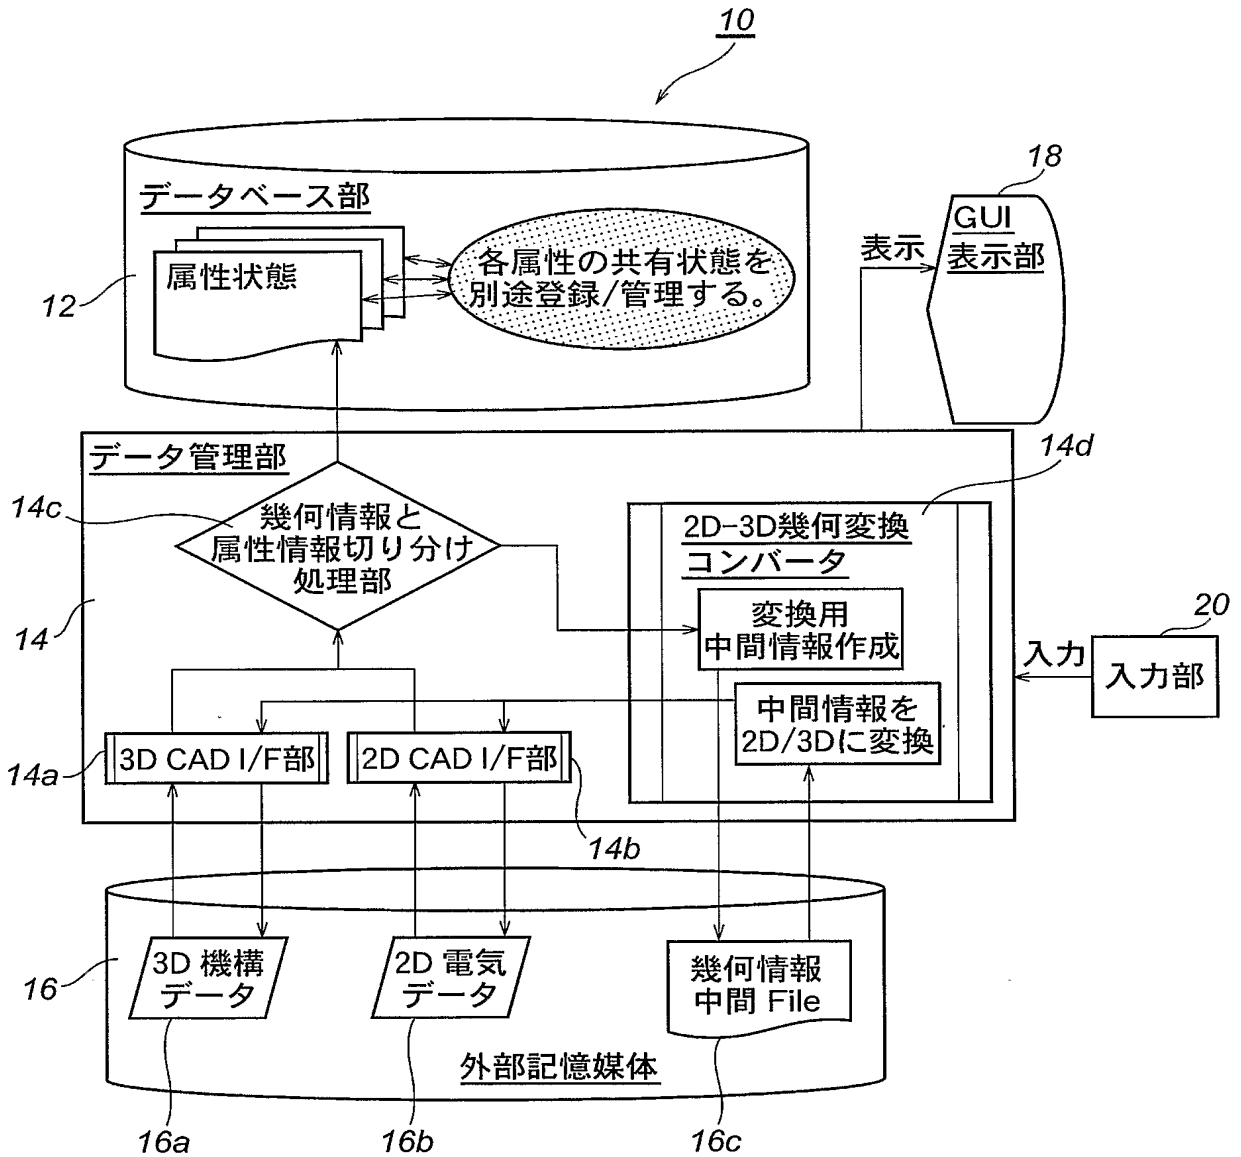 10
18
データベース部
GUI
表示部
表示
属性状態
各属性の共有状態を
別途登録/管理する。
12
データ管理部
14d
14c
幾何情報と
属性情報切り分け
処理部
2D-3D幾何変換
コンバータ
変換用
中間情報作成
14
20
入力
入力部
中間情報を
2D/3Dに変換
3D CAD I/F部
2D CAD I/F部
14a
14b
16
3D 機構
データ
2D 電気
データ
幾何情報
中間 File
外部記憶媒体
16a
16b
16c